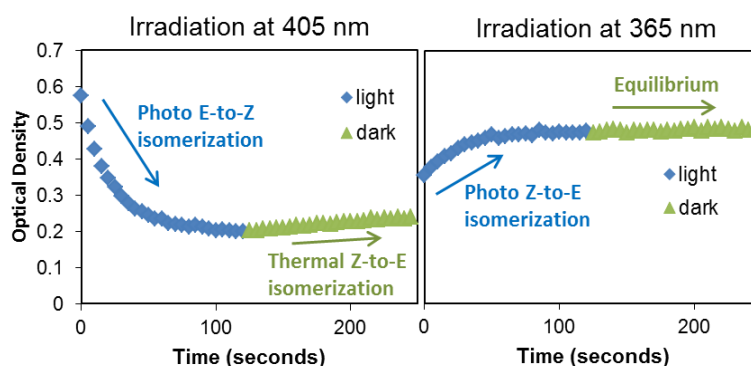 Irradiation at 405 nm
Irradiation at 365 nm
Optical Density
0.7
0.6
0.5
0.4
0.3
0.2
0.1
0
Photo E-to-Z
isomerization
light
dark
Thermal Z-to-E
isomerization
0
100
200
Time (seconds)
Equilibrium
light
dark
Photo Z-to-E
isomerization
0
100
200
Time (seconds)